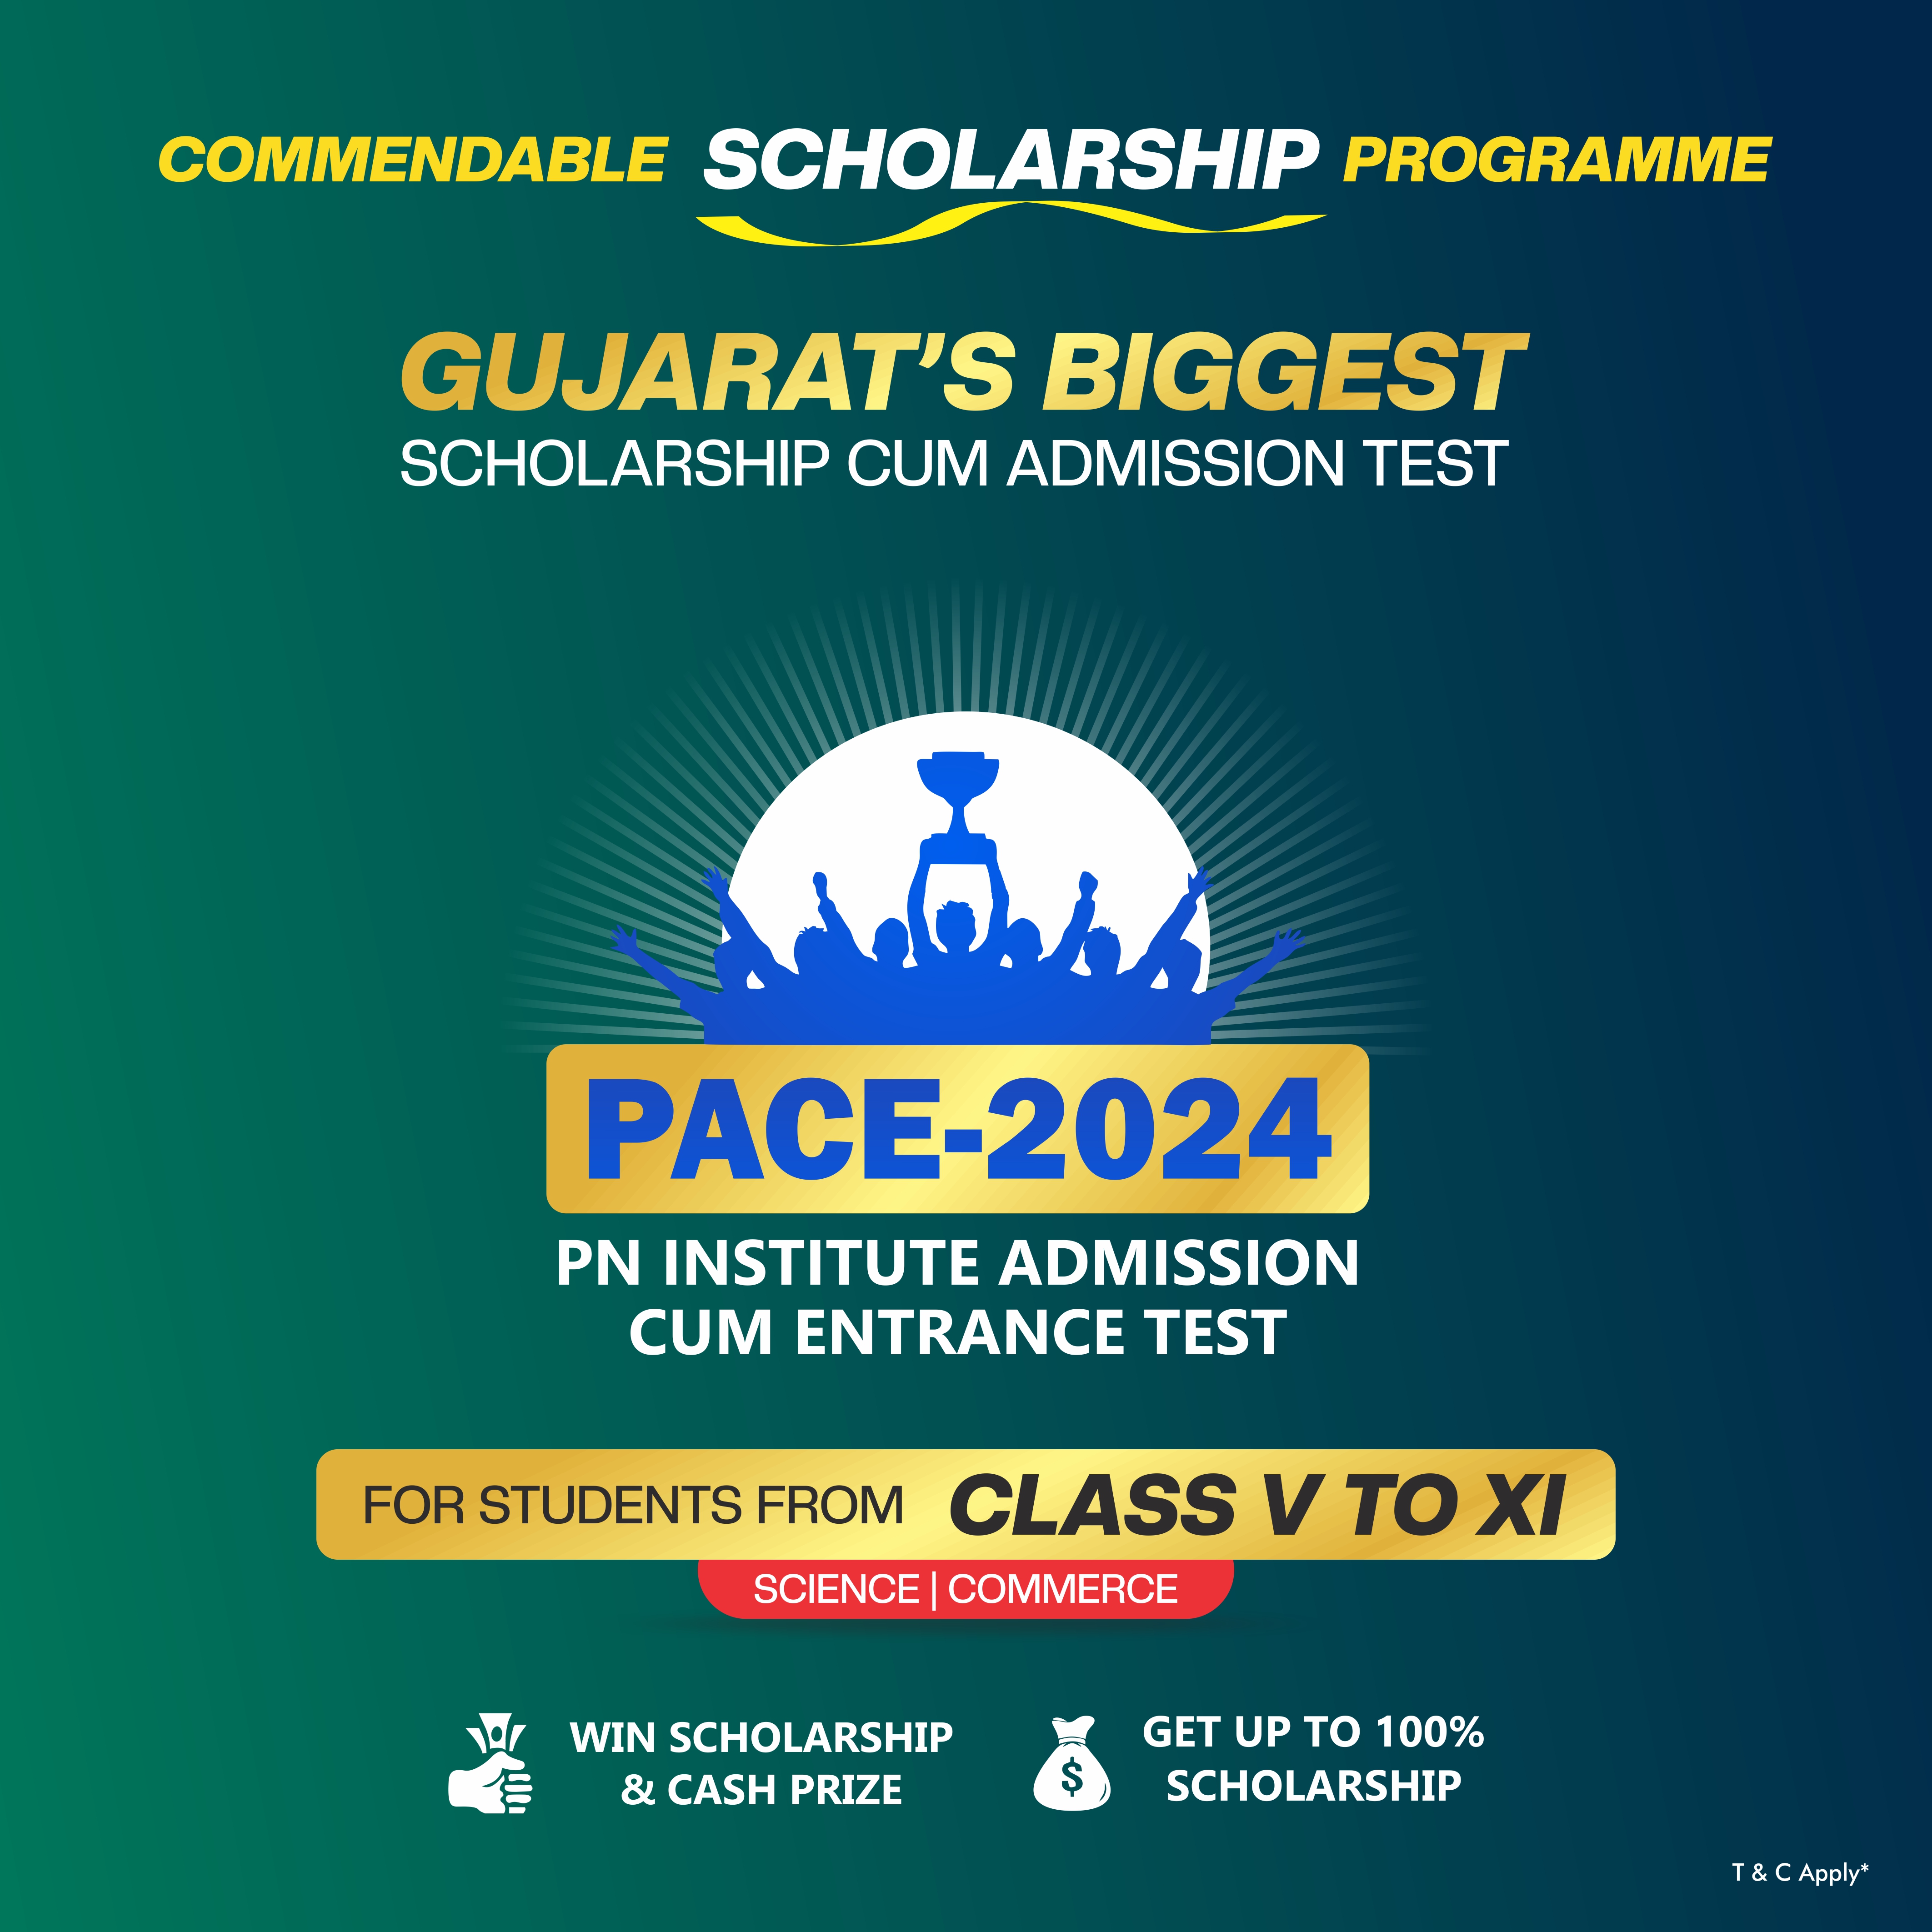 COMMENDABLE SCHOLARSHIP PROGRAMME
GUJARAT'S BIGGEST
SCHOLARSHIP CUM ADMISSION TEST
PACE-2024
PN INSTITUTE ADMISSION
CUM ENTRANCE TEST
FOR STUDENTS FROM CLASS V TO XI
SCIENCE | COMMERCE
WIN SCHOLARSHIP
& CASH PRIZE
$
GET UP TO 100%
SCHOLARSHIP
T & C Apply*